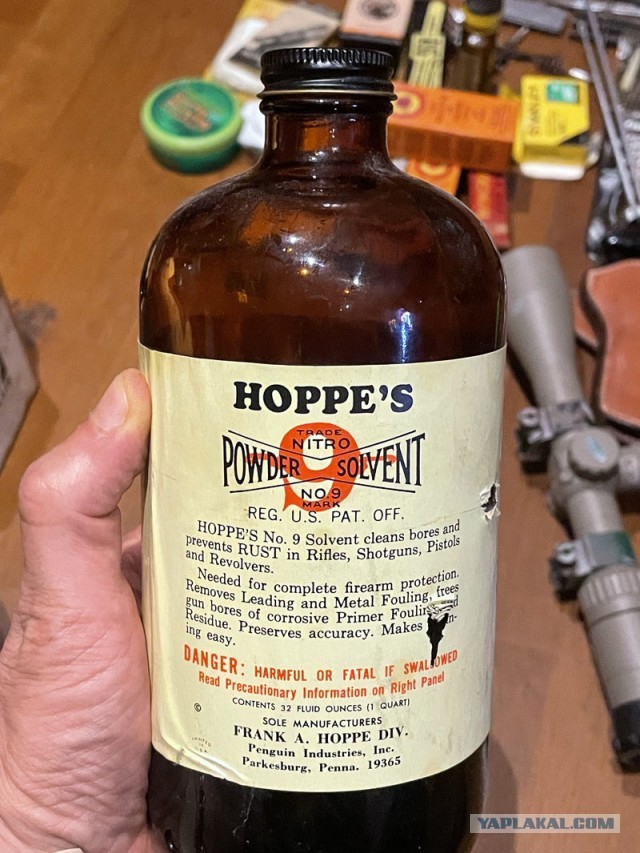 HOPPE'S
TRADE
NITRO
POWDER 9 SOLVENT
NO. 9
MARK
REG. U.S. PAT. OFF.
HOPPE'S No. 9 Solvent cleans bores and
prevents RUST in Rifles, Shotguns, Pistols
and Revolvers.
Needed for complete firearm protection.
Removes Leading and Metal Fouling, frees
gun bores of corrosive Primer Fouling
Residue. Preserves accuracy. Makes
ing easy.
DANGER: HARMFUL OR FATAL IF SWALLOWED
Read Precautionary Information on Right Panel
CONTENTS 32 FLUID OUNCES (1 QUART)
©
SOLE MANUFACTURERS
FRANK A. HOPPE DIV.
Penguin Industries, Inc.
Parkesburg, Penna. 19365
YAPLAKAL.COM